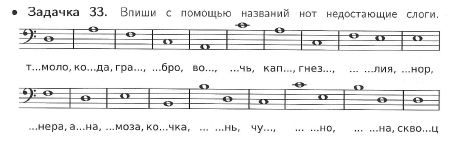 • Задачка 33. Впиши с помощью названий нот недостающие слоги.
т...моло, ко...да, гра..., ...бро, во..., ...чь, кап..., гнез..., ... ...лия, ...нор,
...нера, а...на, ...моза, ко...чка, ... ...нь, чу..., ... ...но, ... ...на, скво...ц